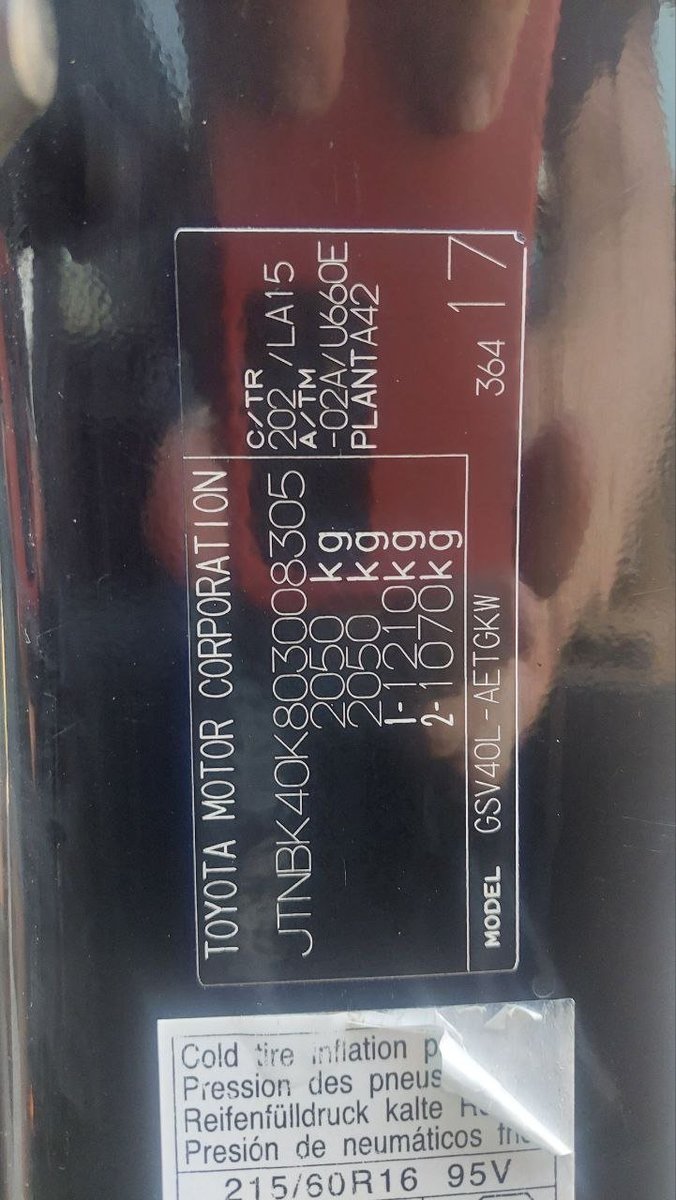 TOYOTA MOTOR CORPORATION
JTNBK40K803008305
2050 kg
2050 kg
1-1210kg
2-1070kg
C/TR
202 /LA15
A/TM
-02A/U660E
PLANTA42
MODEL GSV40L-AETGKW
364 17
Cold tire inflation
Pression des pneus
Reifenfülldruck kalte
Presión de neumáticos
215/60R16 95V